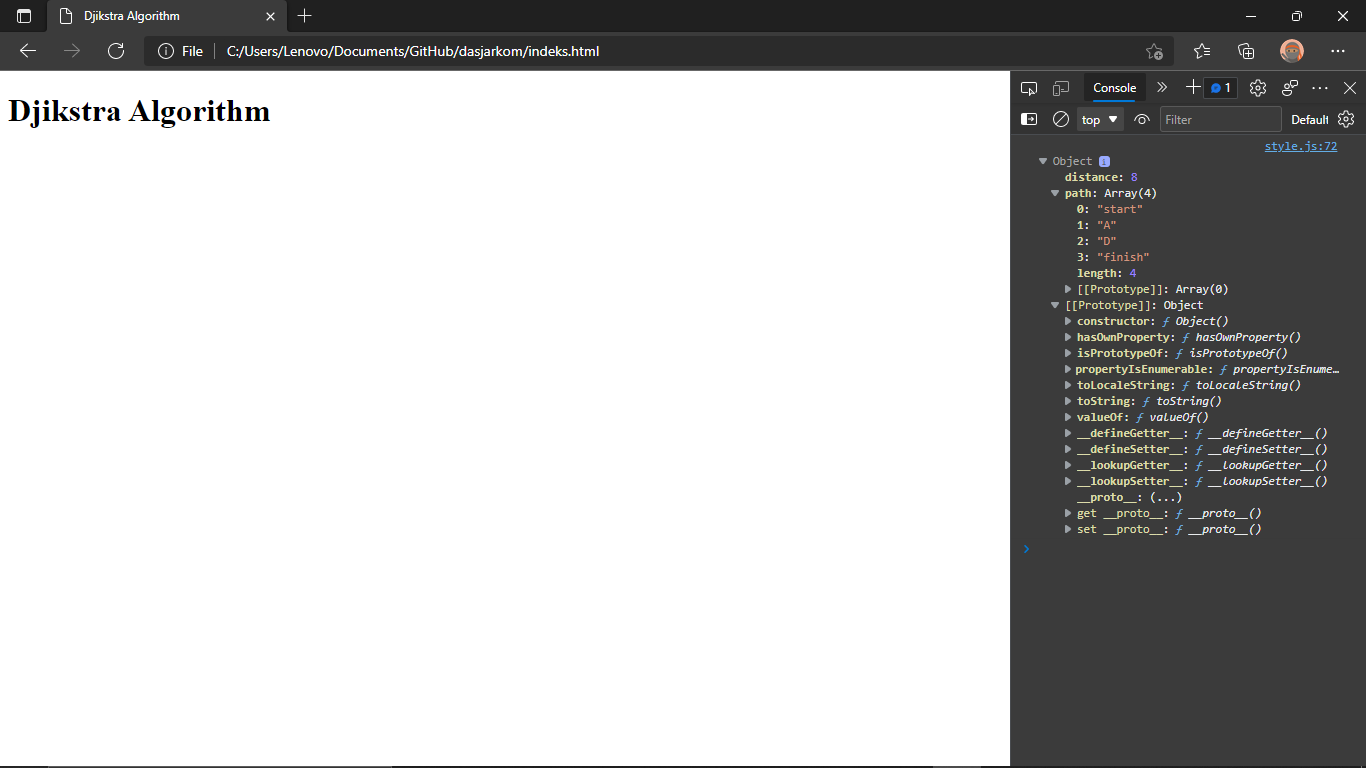 Djikstra Algorithm
File
C:/Users/Lenovo/Documents/GitHub/dasjarkom/indeks.html
Djikstra Algorithm
Console
1
top
Filter
Default
style.js:72
Object i
distance: 8
path: Array(4)
0: "start"
1: "A"
2: "D"
3: "finish"
length: 4
[[Prototype]]: Array(0)
[[Prototype]]: Object
constructor: ƒ Object()
hasOwnProperty: ƒ hasOwnProperty()
isPrototypeOf: ƒ isPrototypeOf()
propertyIsEnumerable: ƒ propertyIsEnume…
toLocaleString: ƒ toLocaleString()
toString: ƒ toString()
valueOf: ƒ valueOf()
__defineGetter__: ƒ __defineGetter__()
__defineSetter__: ƒ __defineSetter__()
__lookupGetter__: ƒ __lookupGetter__()
__lookupSetter__: ƒ __lookupSetter__()
__proto__: (...)
get __proto__: ƒ __proto__()
set __proto__: ƒ __proto__()